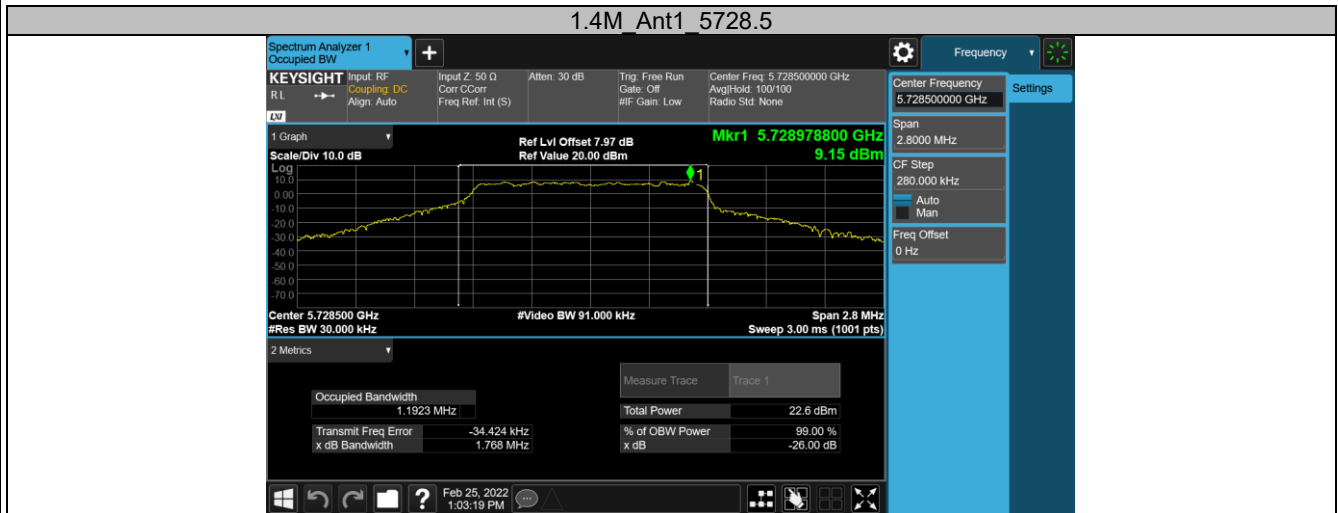 1.4M_Ant1_5728.5
Spectrum Analyzer 1
Occupied BW
Frequency
KEYSIGHT
R L
LXI
Input: RF
Coupling: DC
Align: Auto
Input Z: 50 Ω
Corr CCorr
Freq Ref: Int (S)
Atten: 30 dB
Trig: Free Run
Gate: Off
#IF Gain: Low
Center Freq: 5.728500000 GHz
Avg|Hold: 100/100
Radio Std: None
Center Frequency
5.728500000 GHz
Settings
Span
2.8000 MHz
CF Step
280.000 kHz
Auto
Man
Freq Offset
0 Hz
1 Graph
Scale/Div 10.0 dB
Ref Lvl Offset 7.97 dB
Ref Value 20.00 dBm
Mkr1 5.728978800 GHz
9.15 dBm
Log
10.0
0.00
-10.0
-20.0
-30.0
-40.0
-50.0
-60.0
-70.0
1
Center 5.728500 GHz
#Res BW 30.000 kHz
#Video BW 91.000 kHz
Span 2.8 MHz
Sweep 3.00 ms (1001 pts)
2 Metrics
Measure Trace Trace 1
Occupied Bandwidth
1.1923 MHz
Total Power 22.6 dBm
Transmit Freq Error -34.424 kHz
% of OBW Power 99.00 %
x dB Bandwidth 1.768 MHz
x dB -26.00 dB
?
Feb 25, 2022
1:03:19 PM